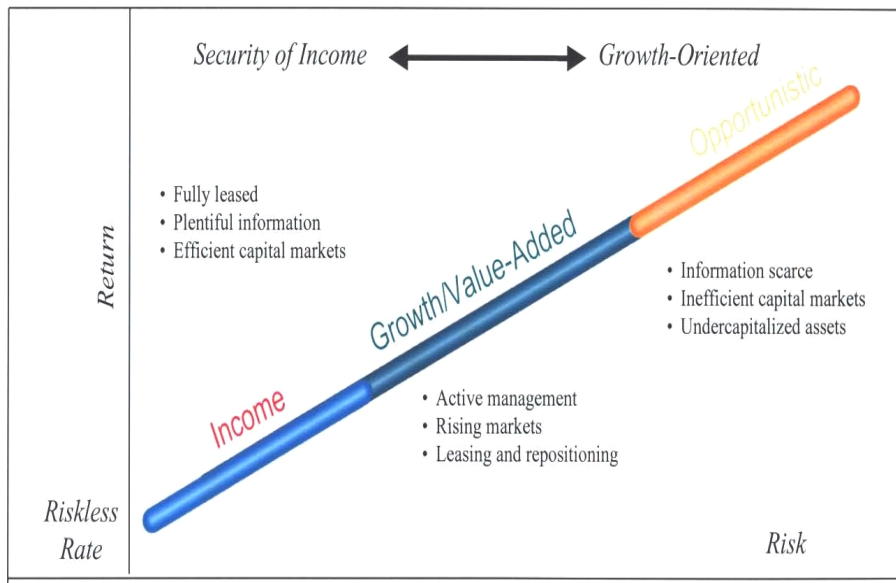 Security of Income
Growth-Oriented
Opportunistic
• Fully leased
• Plentiful information
• Efficient capital markets
Return
Growth/Value-Added
• Information scarce
• Inefficient capital markets
• Undercapitalized assets
Income
• Active management
• Rising markets
• Leasing and repositioning
Riskless
Rate
Risk